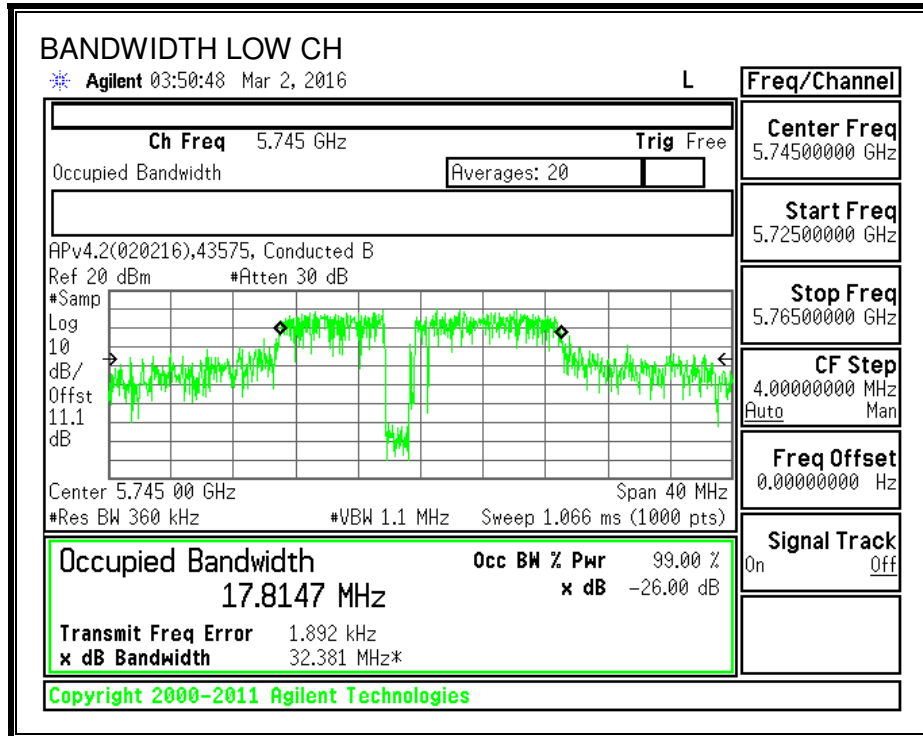 BANDWIDTH LOW CH
Agilent 03:50:48 Mar 2, 2016 L
Ch Freq 5.745 GHz Trig Free
Occupied Bandwidth Averages: 20
APv4.2(020216),43575, Conducted B
Ref 20 dBm #Atten 30 dB
#Samp
Log
10
dB/
Offst
11.1
dB
Center 5.745 00 GHz Span 40 MHz
#Res BW 360 kHz #VBW 1.1 MHz Sweep 1.066 ms (1000 pts)
Occupied Bandwidth Occ BW % Pwr 99.00 %
17.8147 MHz x dB -26.00 dB
Transmit Freq Error 1.892 kHz
x dB Bandwidth 32.381 MHz*
Copyright 2000-2011 Agilent Technologies
Freq/Channel
Center Freq
5.74500000 GHz
Start Freq
5.72500000 GHz
Stop Freq
5.76500000 GHz
CF Step
4.00000000 MHz
Auto Man
Freq Offset
0.00000000 Hz
Signal Track
On Off